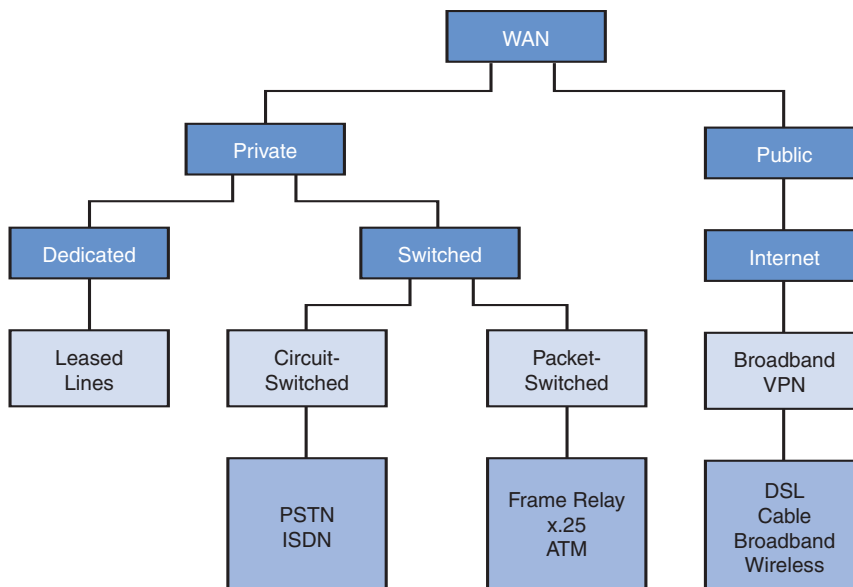 WAN
Private
Public
Dedicated
Switched
Internet
Leased
Lines
Circuit-
Switched
Packet-
Switched
Broadband
VPN
PSTN
ISDN
Frame Relay
x.25
ATM
DSL
Cable
Broadband
Wireless